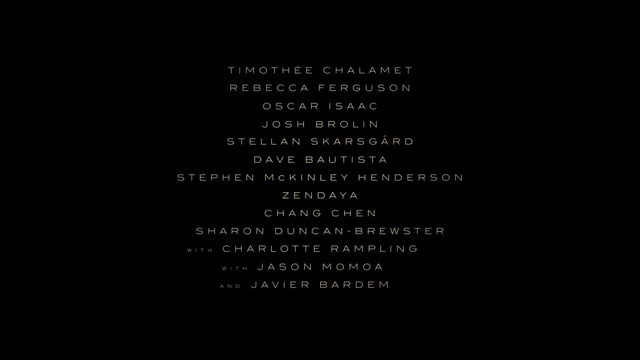 TIMOTHÉE CHALAMET
REBECCA FERGUSON
OSCAR ISAAC
JOSH BROLIN
STELLAN SKARSGÅRD
DAVE BAUTISTA
STEPHEN McKINLEY HENDERSON
ZENDAYA
CHANG CHEN
SHARON DUNCAN-BREWSTER
WITH CHARLOTTE RAMPLING
WITH JASON MOMOA
AND JAVIER BARDEM